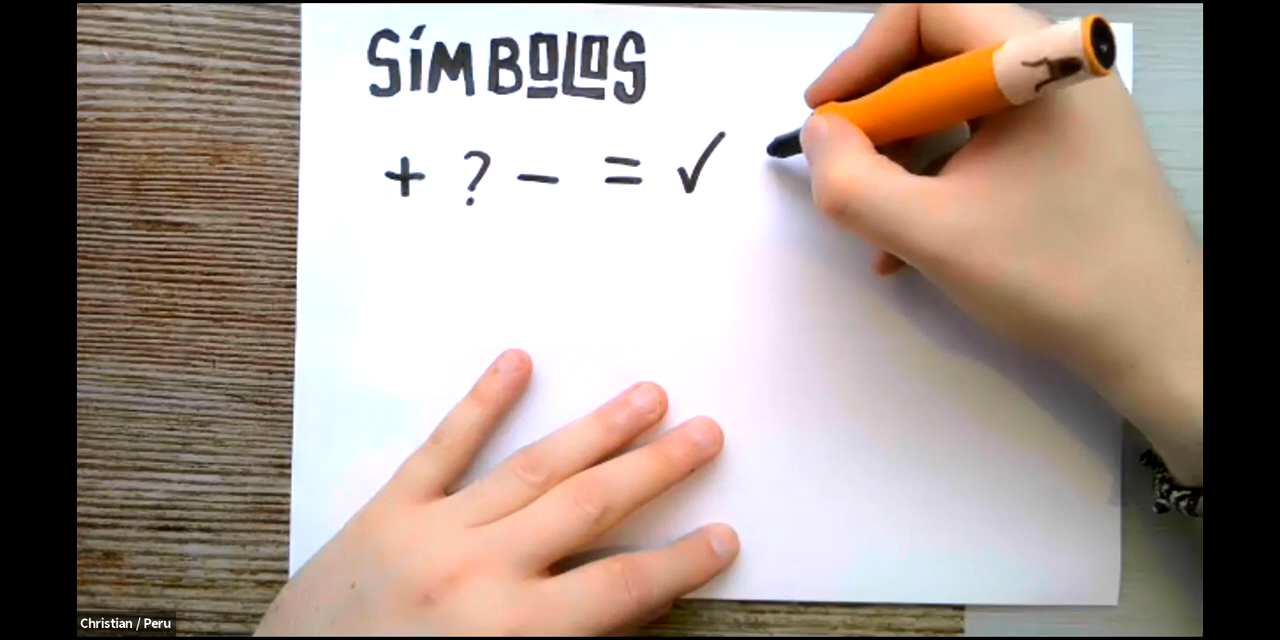 SÍMBOLOS
+ ? - = ✓
Christian / Peru